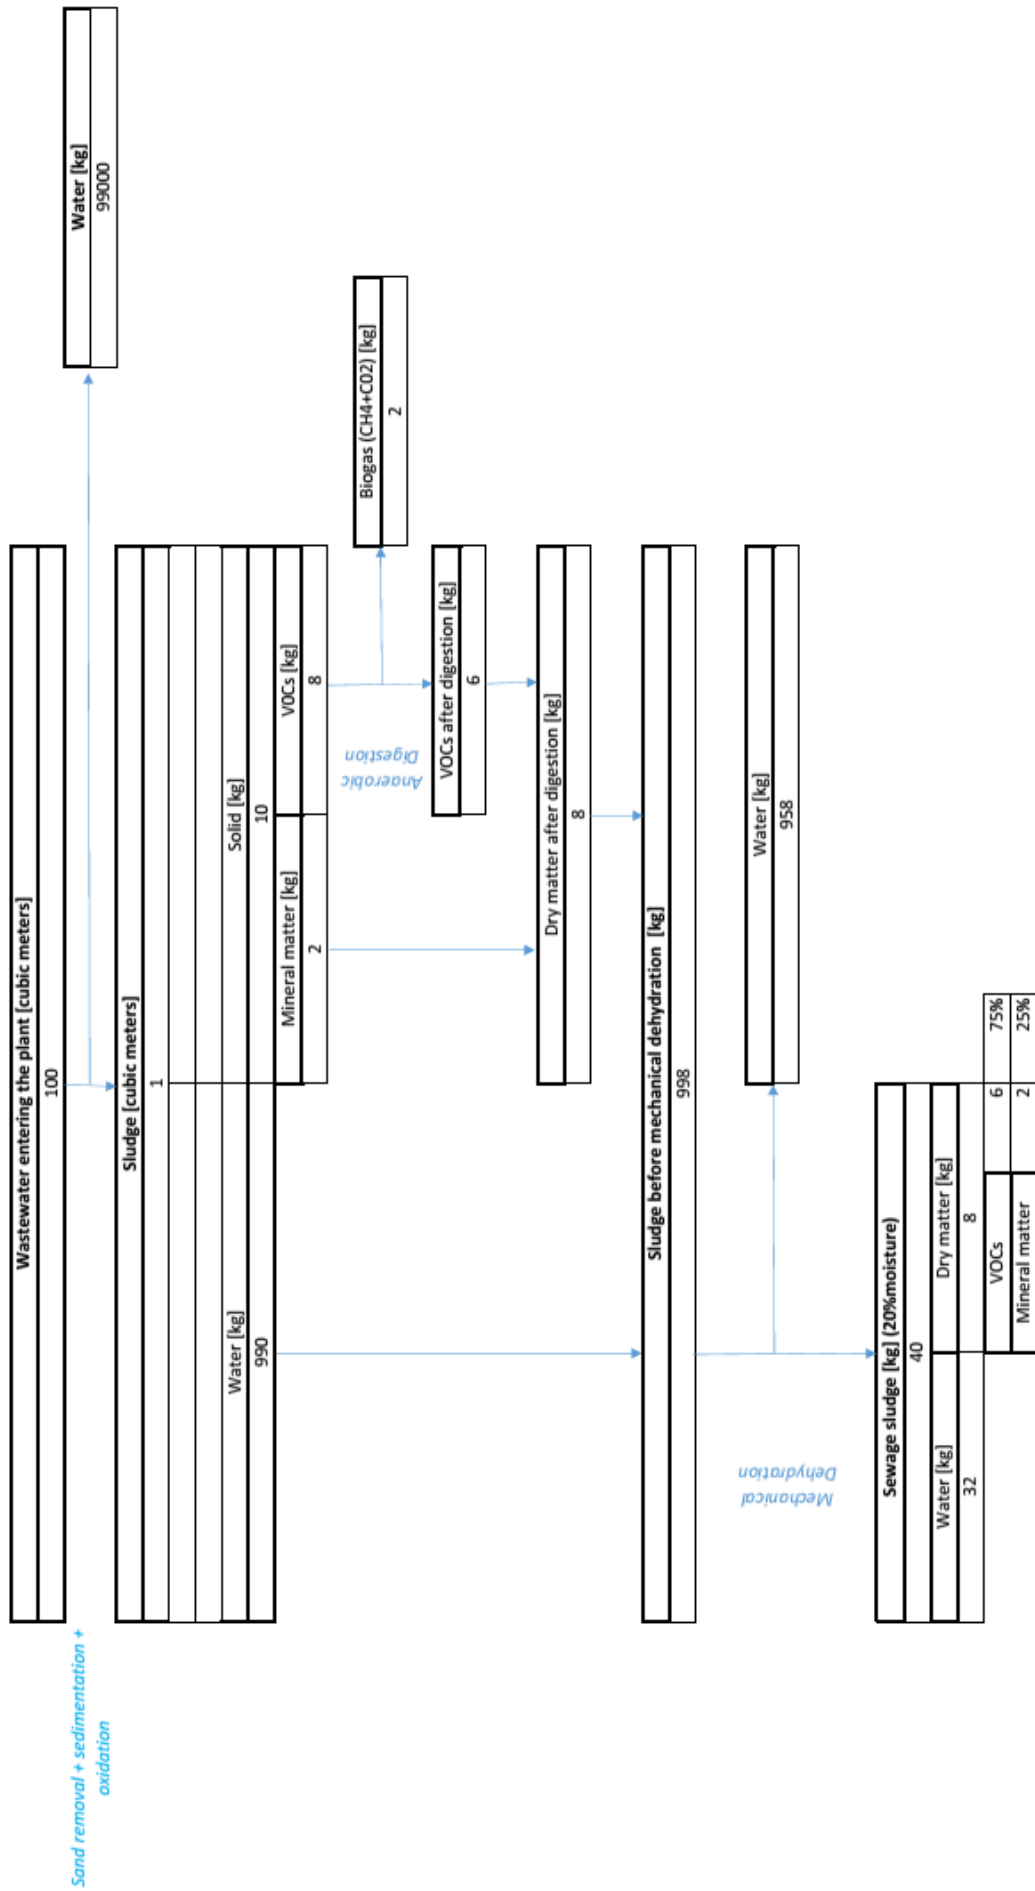 Wastewater entering the plant [cubic meters]
100
Sand removal + sedimentation +
oxidation
Water [kg]
99000
Sludge [cubic meters]
1
Water [kg]
Solid [kg]
990
10
Mineral matter [kg]
V0Cs [kg]
2
8
Anaerobic
Digestion
Biogas (CH4+C02) [kg]
2
VOCs after digestion [kg]
6
Dry matter after digestion [kg]
8
Sludge before mechanical dehydration [kg]
998
Mechanical
Dehydration
Water [kg]
958
Sewage sludge [kg] (20%moisture)
40
Water [kg]
Dry matter [kg]
32
8
VOCs
6
75%
Mineral matter
2
25%